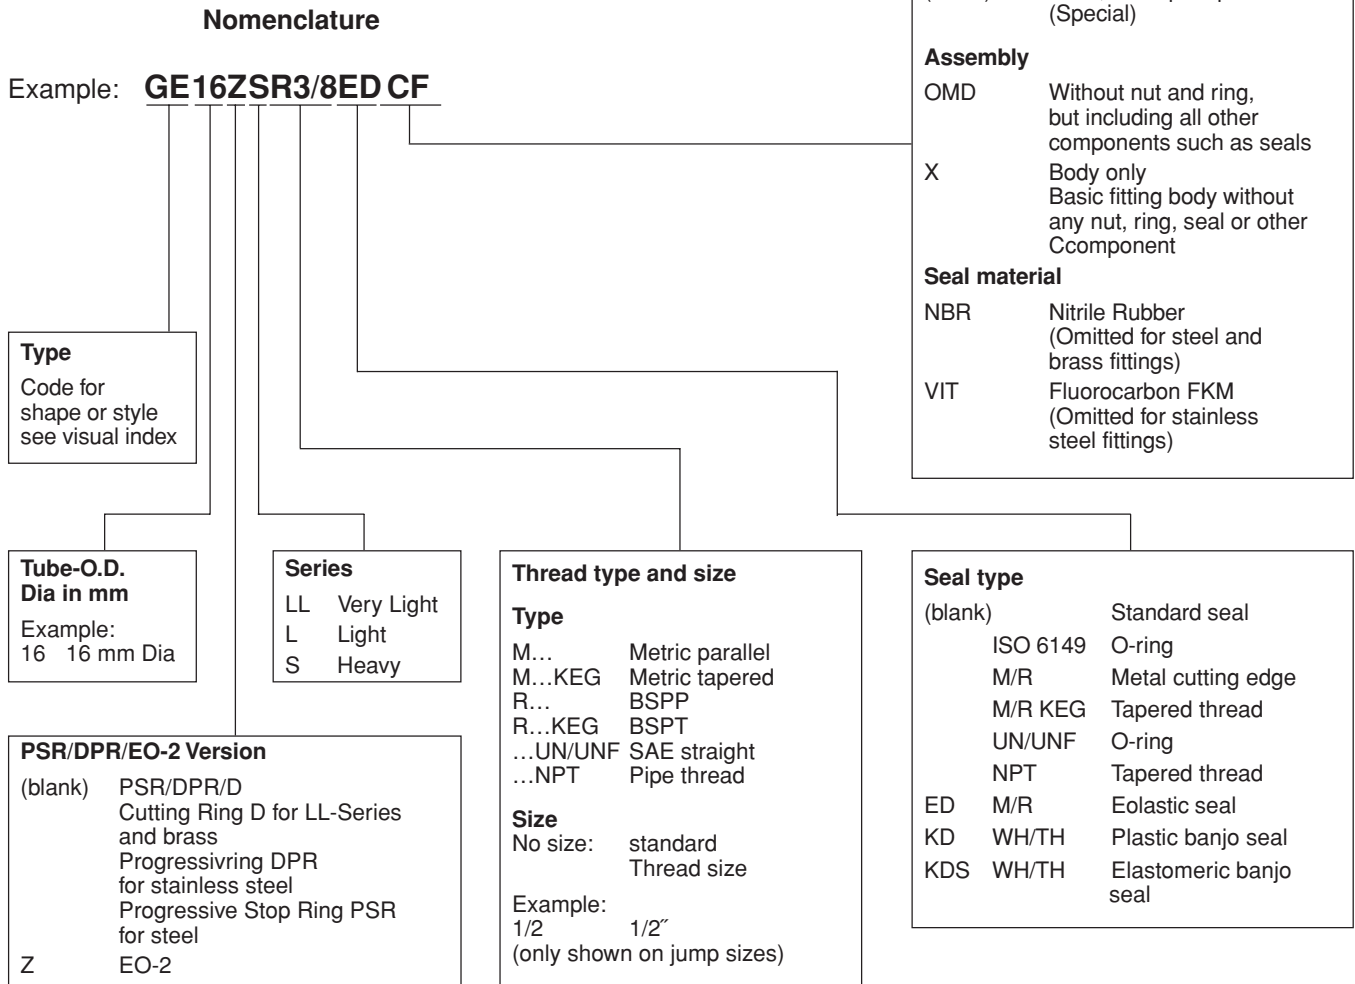 Nomenclature
Example: GE16ZSR3/8ED CF
(Special)
Assembly
OMD Without nut and ring,
but including all other
components such as seals
X Body only
Basic fitting body without
any nut, ring, seal or other
Ccomponent
Seal material
NBR Nitrile Rubber
(Omitted for steel and
brass fittings)
VIT Fluorocarbon FKM
(Omitted for stainless
steel fittings)
Type
Code for
shape or style
see visual index
Tube-O.D.
Dia in mm
Example:
16 16 mm Dia
Series
LL Very Light
L Light
S Heavy
PSR/DPR/EO-2 Version
(blank) PSR/DPR/D
Cutting Ring D for LL-Series
and brass
Progressivring DPR
for stainless steel
Progressive Stop Ring PSR
for steel
Z EO-2
Thread type and size
Type
M… Metric parallel
M…KEG Metric tapered
R… BSPP
R…KEG BSPT
…UN/UNF SAE straight
…NPT Pipe thread
Size
No size: standard
Thread size
Example:
1/2 1/2″
(only shown on jump sizes)
Seal type
(blank) Standard seal
ISO 6149 O-ring
M/R Metal cutting edge
M/R KEG Tapered thread
UN/UNF O-ring
NPT Tapered thread
ED M/R Eolastic seal
KD WH/TH Plastic banjo seal
KDS WH/TH Elastomeric banjo
seal